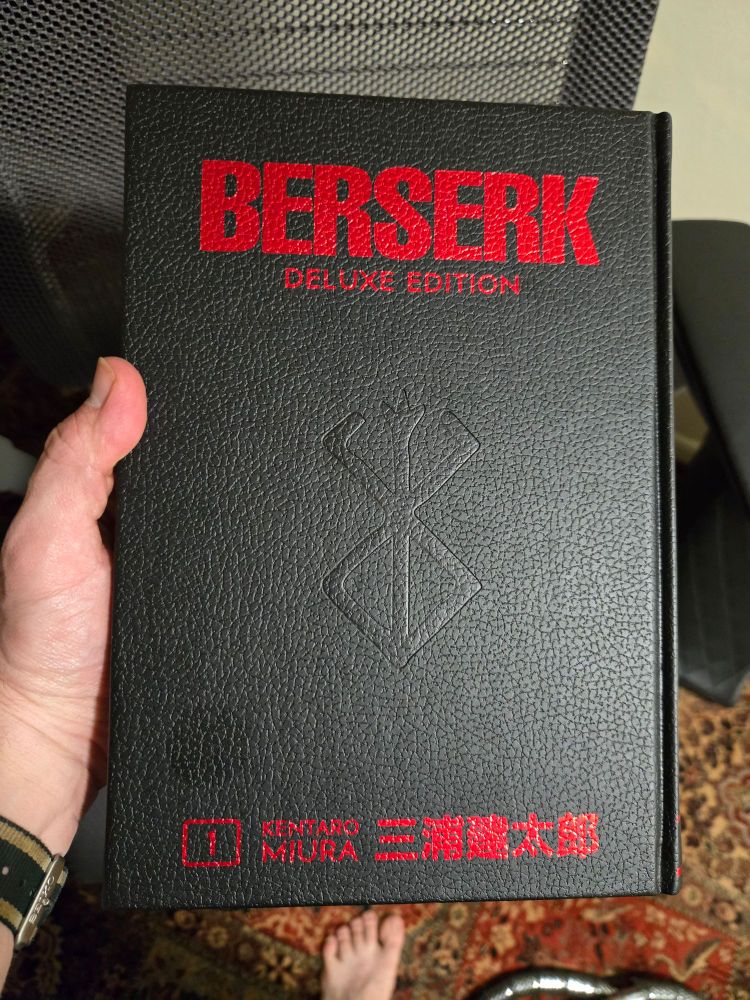 BERSERK
DELUXE EDITION
1
KENTARO
MIURA
三浦建太郎